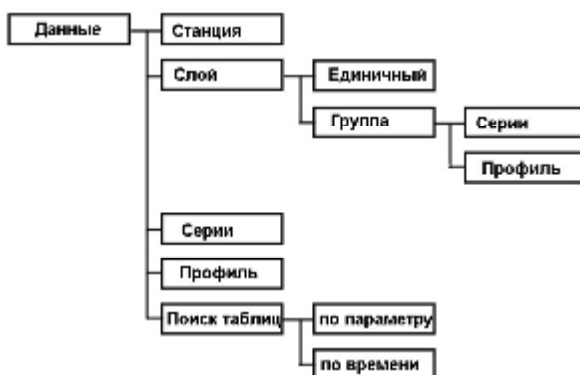 Данные
Станция
Слой
Единичный
Группа
Серии
Профиль
Серии
Профиль
Поиск таблиц
по параметру
по времени